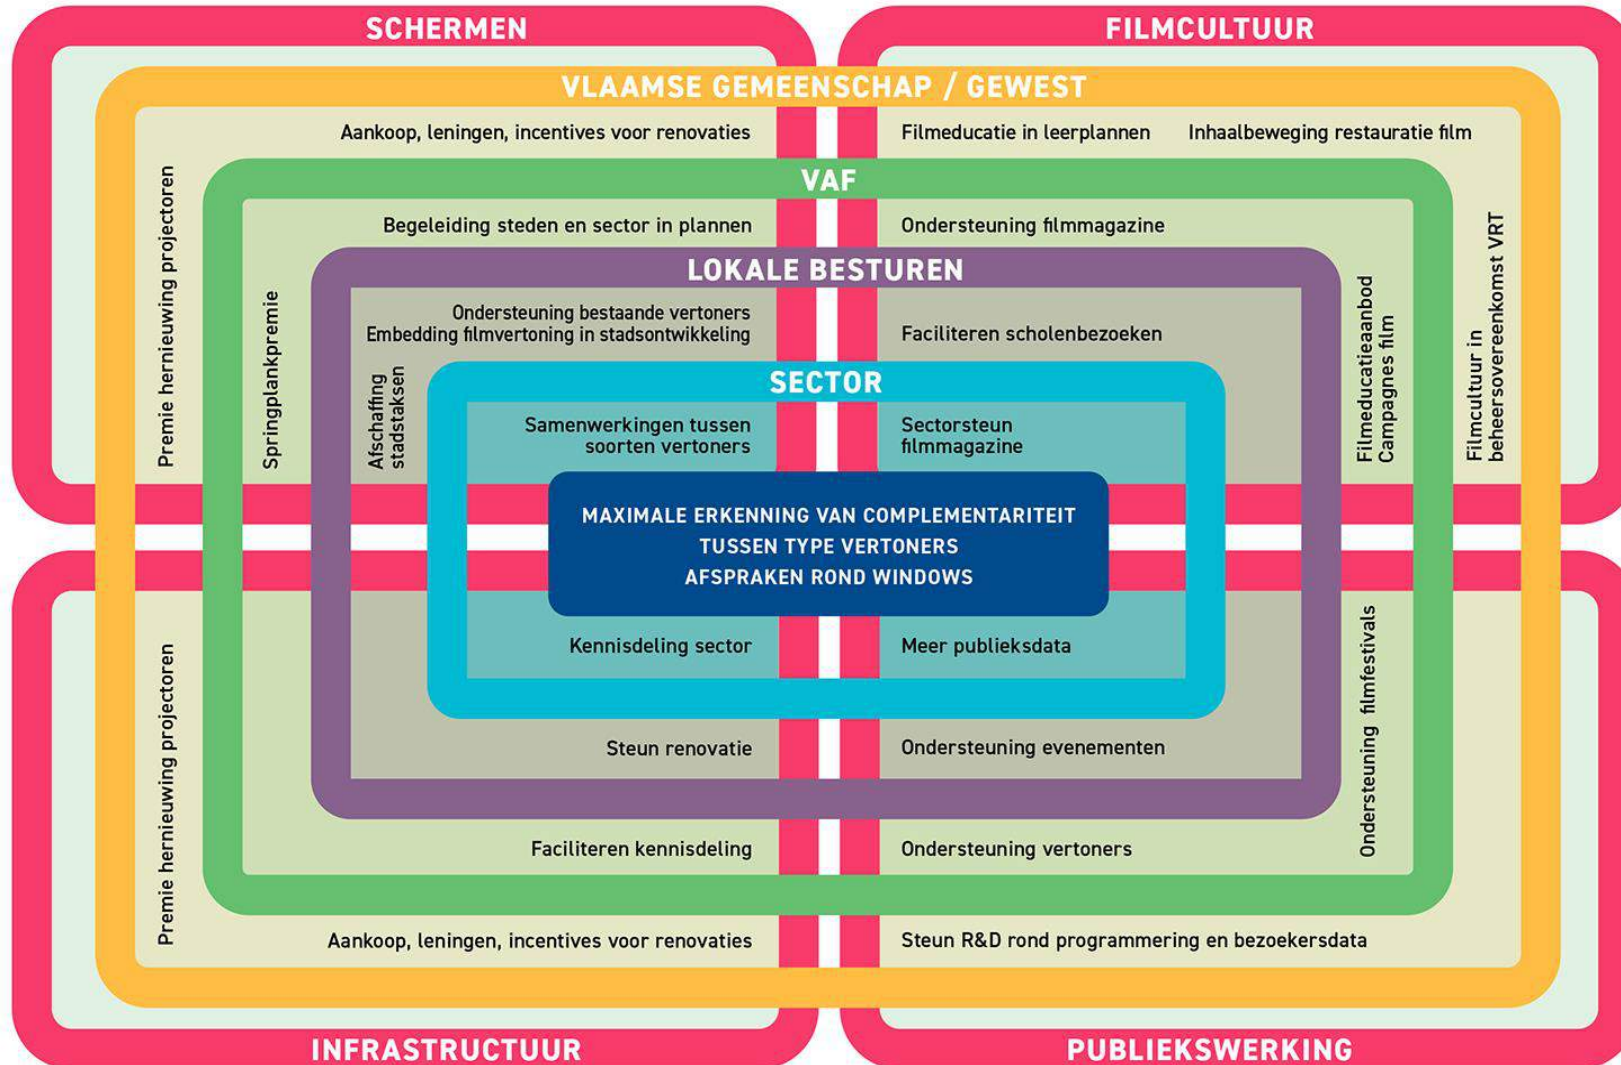 SCHERMEN
FILMCULTUUR
VLAAMSE GEMEENSCHAP / GEWEST
Aankoop, leningen, incentives voor renovaties
Filmeducatie in leerplannen
Inhaalbeweging restauratie film
Premie hernieuwing projectoren
VAF
Begeleiding steden en sector in plannen
Ondersteuning filmmagazine
Springplankpremie
LOKALE BESTUREN
Ondersteuning bestaande vertoners
Embedding filmvertoning in stadsontwikkeling
Faciliteren scholenbezoeken
Afschaffing
stadstaksen
Filmeducatieaanbod
Campagnes film
Filmcultuur in
beheersovereenkomst VRT
SECTOR
Samenwerkingen tussen
soorten vertoners
Sectorsteun
filmmagazine
MAXIMALE ERKENNING VAN COMPLEMENTARITEIT
TUSSEN TYPE VERTONERS
AFSPRAKEN ROND WINDOWS
Kennisdeling sector
Meer publieksdata
Steun renovatie
Ondersteuning evenementen
Premie hernieuwing projectoren
Ondersteuning filmfestivals
Faciliteren kennisdeling
Ondersteuning vertoners
Aankoop, leningen, incentives voor renovaties
Steun R&D rond programmering en bezoekersdata
INFRASTRUCTUUR
PUBLIEKSWERKING